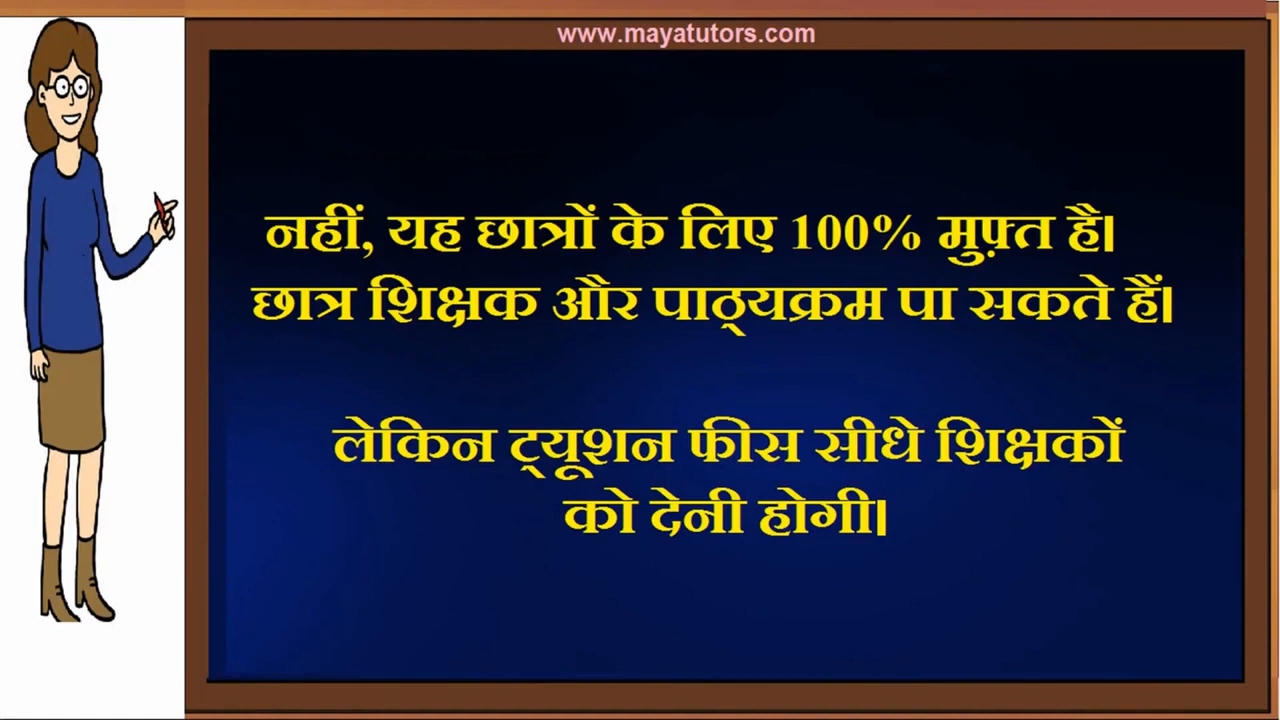 www.mayatutors.com
नहीं, यह छात्रों के लिए 100% मुफ़्त है।
छात्र शिक्षक और पाठ्यक्रम पा सकते हैं।
लेकिन ट्यूशन फीस सीधे शिक्षकों
को देनी होगी।